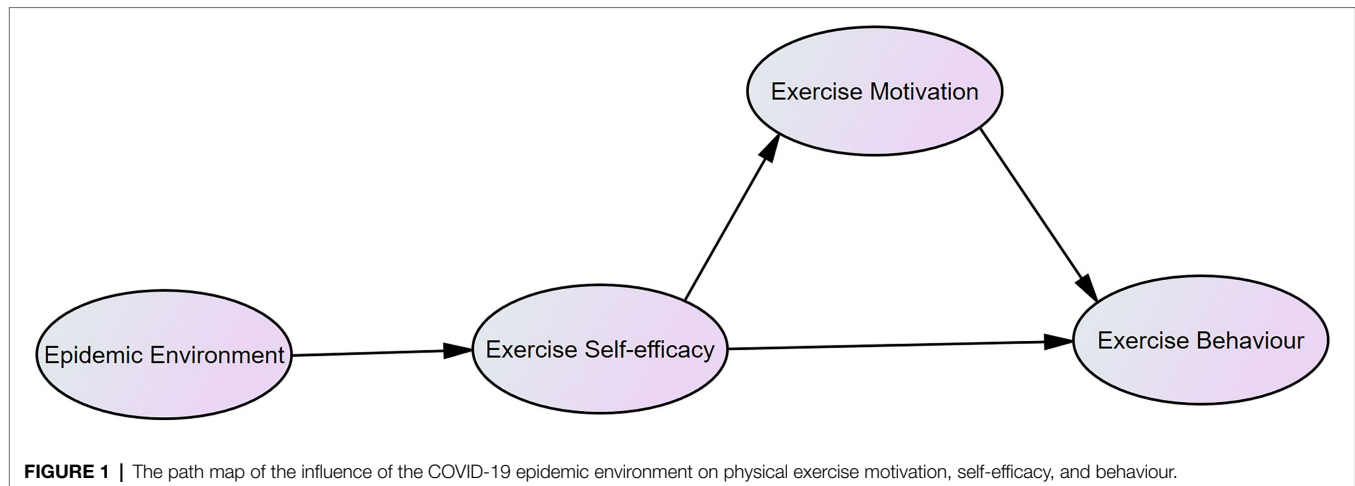 Exercise Motivation
Epidemic Environment
Exercise Self-efficacy
Exercise Behaviour
FIGURE 1 | The path map of the influence of the COVID-19 epidemic environment on physical exercise motivation, self-efficacy, and behaviour.